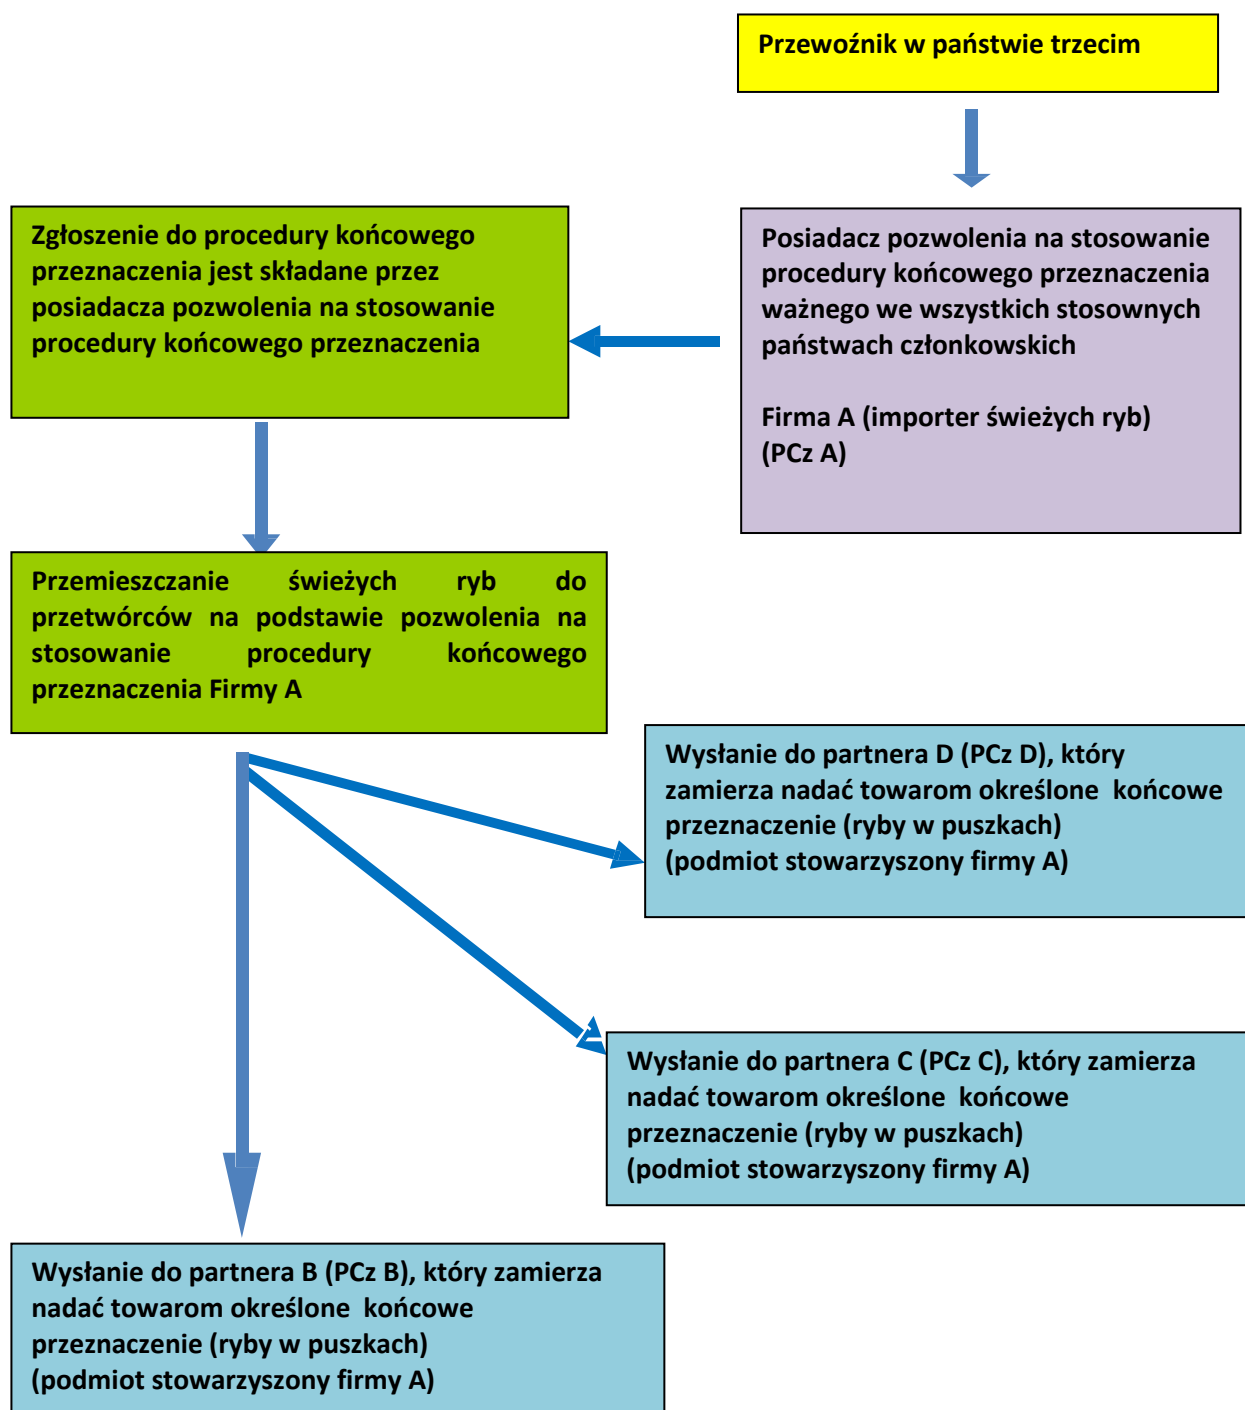 Przewoźnik w państwie trzecim
Posiadacz pozwolenia na stosowanie
procedury końcowego przeznaczenia
ważnego we wszystkich stosownych
państwach członkowskich
Firma A (importer świeżych ryb)
(PCz A)
Zgłoszenie do procedury końcowego
przeznaczenia jest składane przez
posiadacza pozwolenia na stosowanie
procedury końcowego przeznaczenia
Przemieszczanie świeżych ryb do
przetwórców na podstawie pozwolenia na
stosowanie procedury końcowego
przeznaczenia Firmy A
Wysłanie do partnera D (PCz D), który
zamierza nadać towarom określone końcowe
przeznaczenie (ryby w puszkach)
(podmiot stowarzyszony firmy A)
Wysłanie do partnera C (PCz C), który zamierza
nadać towarom określone końcowe
przeznaczenie (ryby w puszkach)
(podmiot stowarzyszony firmy A)
Wysłanie do partnera B (PCz B), który zamierza
nadać towarom określone końcowe
przeznaczenie (ryby w puszkach)
(podmiot stowarzyszony firmy A)